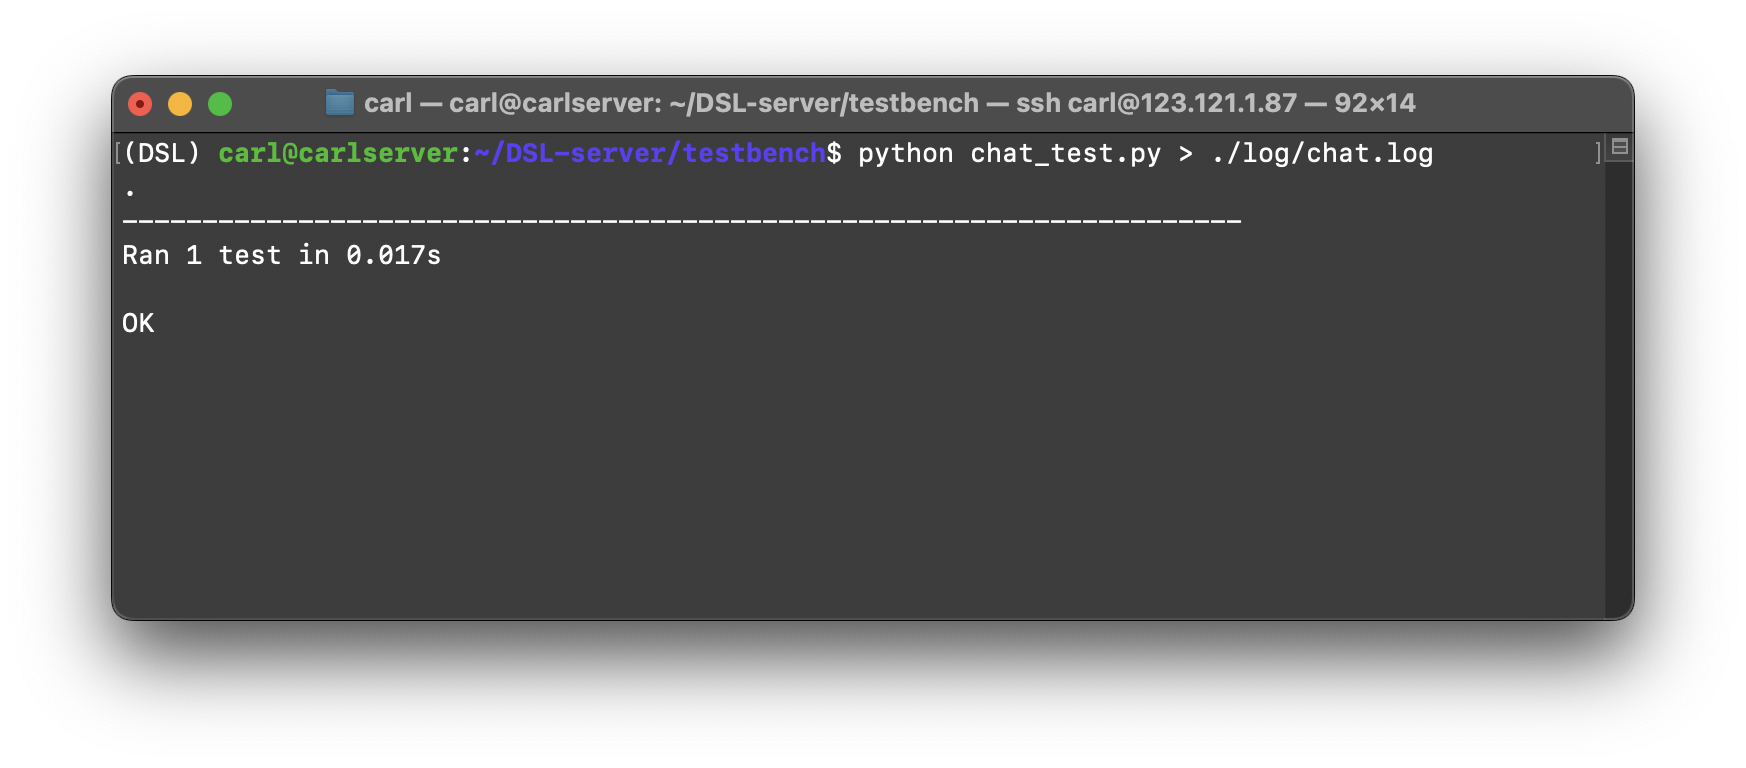 carl — carl@carlserver: ~/DSL-server/testbench — ssh carl@123.121.1.87 — 92×14
[(DSL) carl@carlserver:~/DSL-server/testbench$ python chat_test.py > ./log/chat.log ]
.
----------------------------------------------------------------------
Ran 1 test in 0.017s
OK